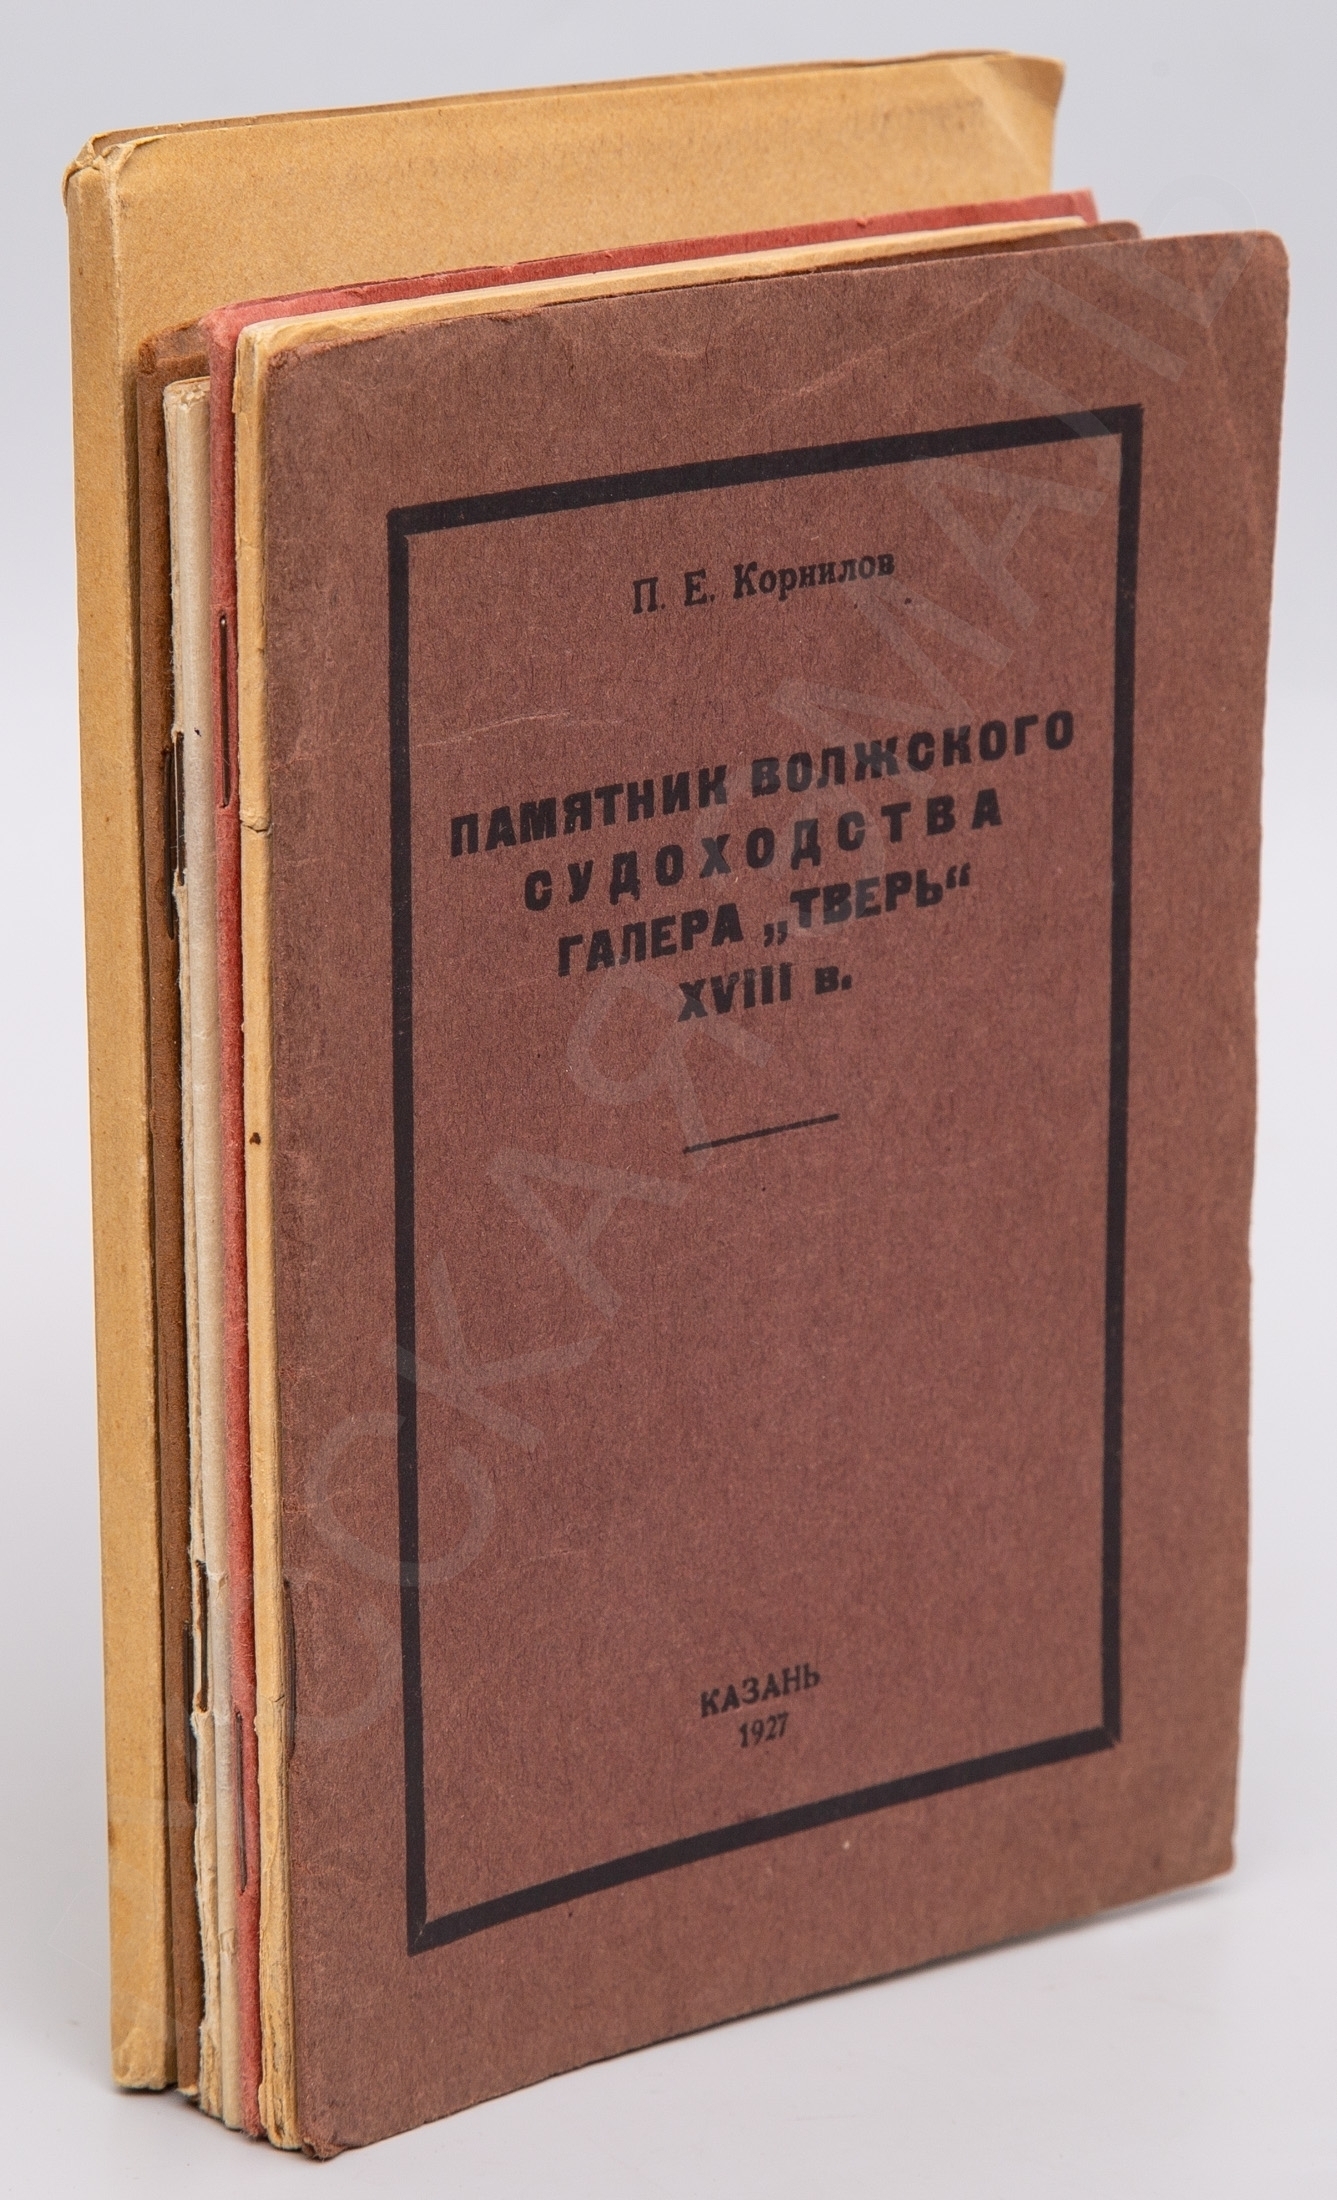 П. Е. Корнилов
ПАМЯТНИК ВОЛЖСКОГО
СУДОХОДСТВА
ГАЛЕРА „ТВЕРЬ“
XVIII в.
КАЗАНЬ
1927